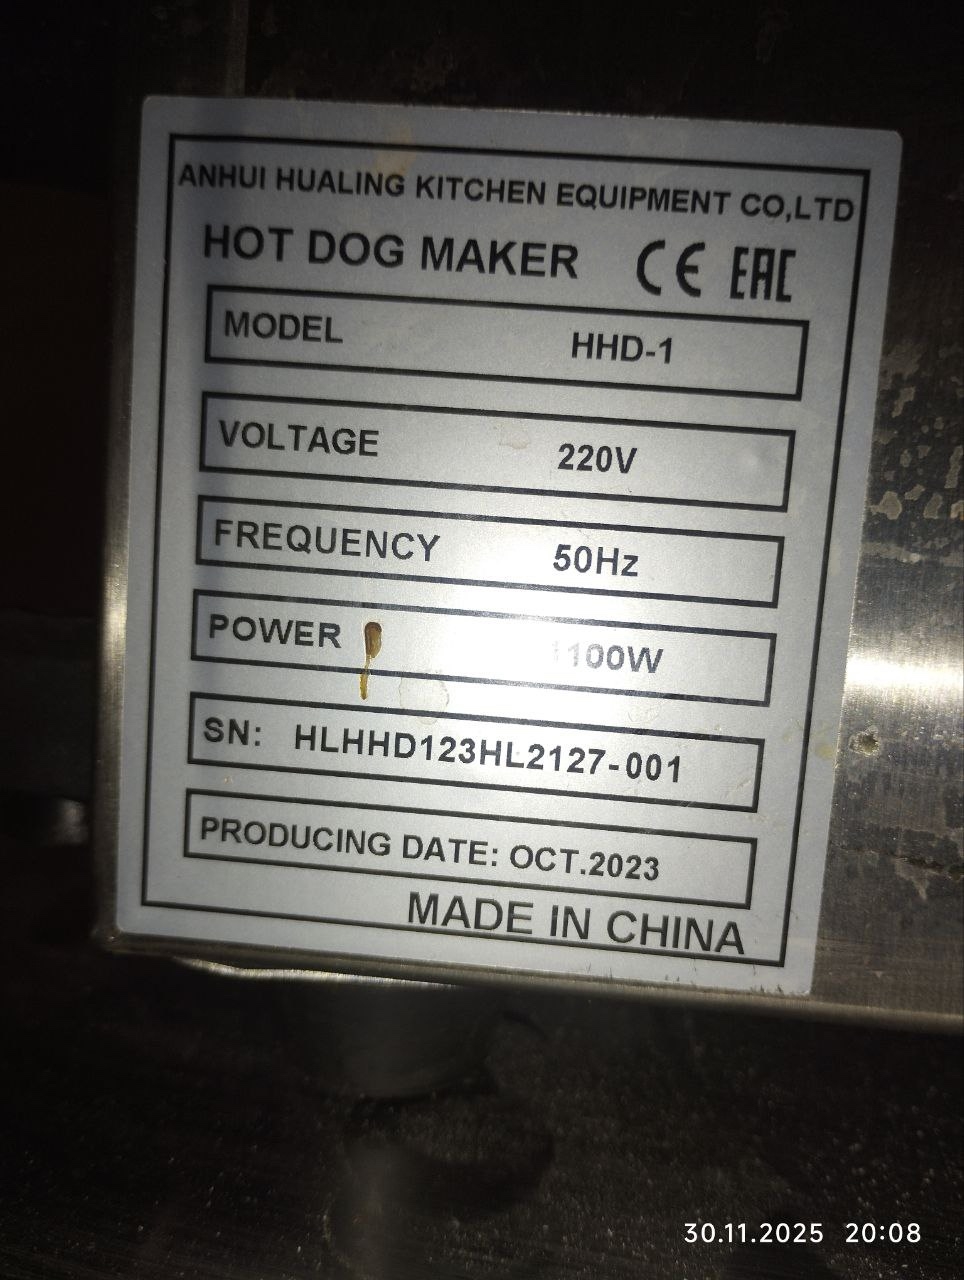 ANHUI HUALING KITCHEN EQUIPMENT CO,LTD
HOT DOG MAKER CE EAC
MODEL HHD-1
VOLTAGE 220V
FREQUENCY 50Hz
POWER 1100W
SN: HLHHD123HL2127-001
PRODUCING DATE: OCT.2023
MADE IN CHINA
30.11.2025 20:08